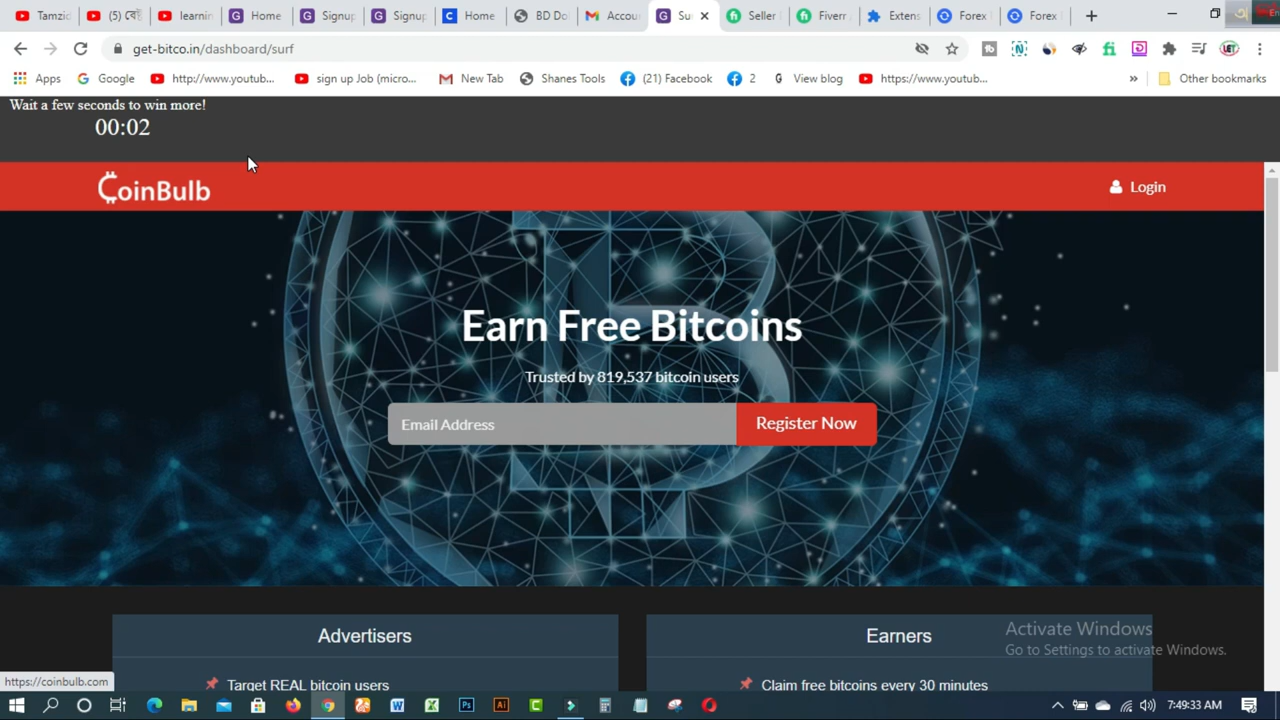 Tamzid
(5) কেই
learnin
Home
Signup
Signup
Home
BD Do
Accou
Su
Seller
Fiverr
Extens
Forex
Forex
En
get-bitco.in/dashboard/surf
Apps
Google
http://www.youtub...
sign up Job (micro...
New Tab
Shanes Tools
(21) Facebook
2
View blog
https://www.youtub...
Other bookmarks
Wait a few seconds to win more!
00:02
CoinBulb
Login
Earn Free Bitcoins
Trusted by 819,537 bitcoin users
Email Address
Register Now
Advertisers
Earners
Activate Windows
Go to Settings to activate Windows.
https://coinbulb.com
Target REAL bitcoin users
Claim free bitcoins every 30 minutes
7:49:33 AM